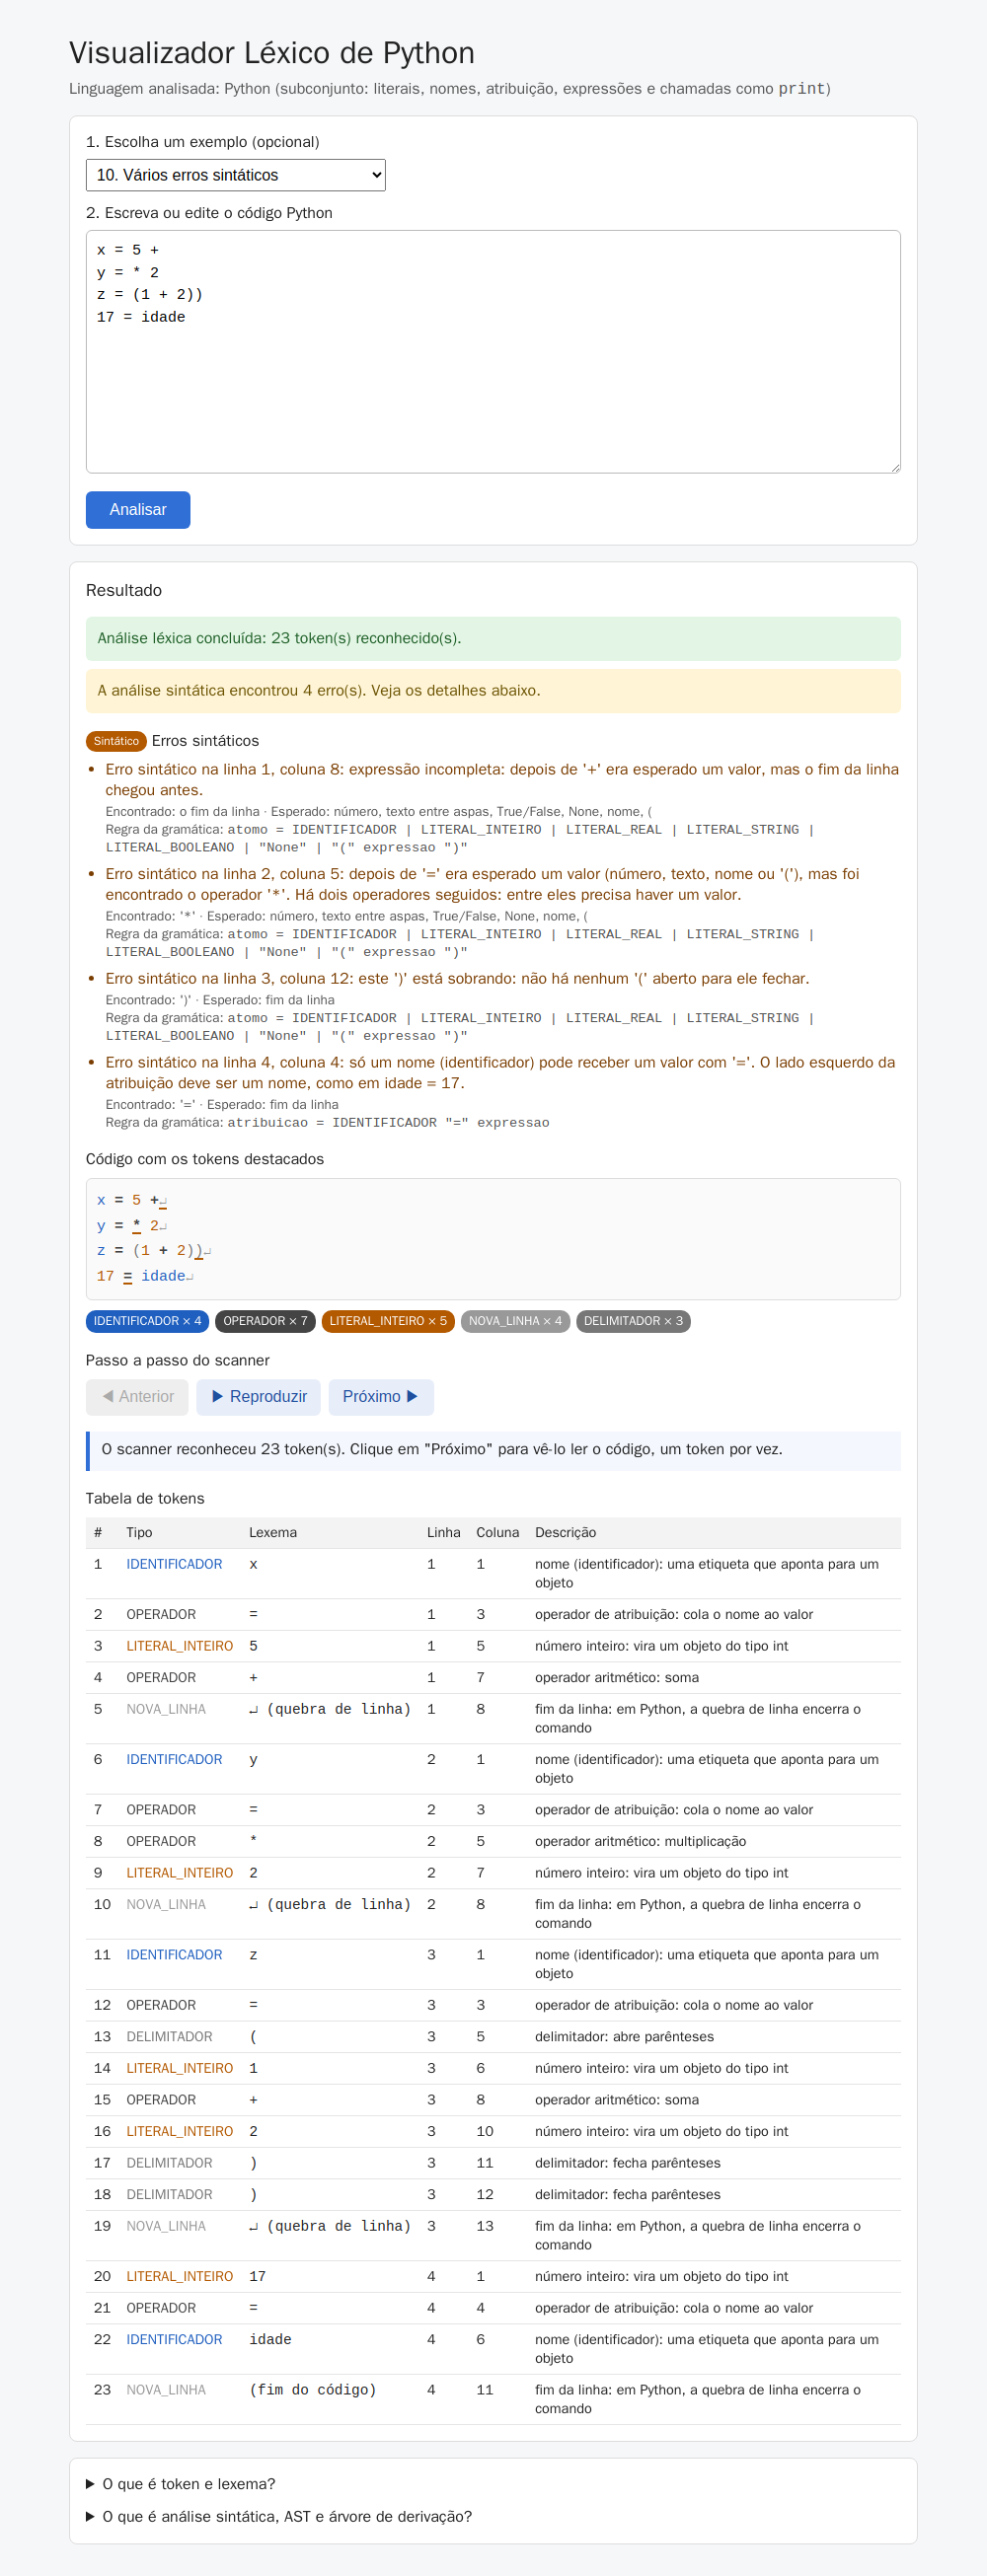 Visualizador Léxico de Python
Linguagem analisada: Python (subconjunto: literais, nomes, atribuição, expressões e chamadas como print)
1. Escolha um exemplo (opcional)
10. Vários erros sintáticos
2. Escreva ou edite o código Python
x = 5 +
y = * 2
z = (1 + 2))
17 = idade
Analisar
Resultado
Análise léxica concluída: 23 token(s) reconhecido(s).
A análise sintática encontrou 4 erro(s). Veja os detalhes abaixo.
Sintático Erros sintáticos
• Erro sintático na linha 1, coluna 8: expressão incompleta: depois de '+' era esperado um valor, mas o fim da linha
chegou antes.
Encontrado: o fim da linha · Esperado: número, texto entre aspas, True/False, None, nome, (
Regra da gramática: atomo = IDENTIFICADOR | LITERAL_INTEIRO | LITERAL_REAL | LITERAL_STRING |
LITERAL_BOOLEANO | "None" | "(" expressao ")"
• Erro sintático na linha 2, coluna 5: depois de '=' era esperado um valor (número, texto, nome ou '('), mas foi
encontrado o operador '*'. Há dois operadores seguidos: entre eles precisa haver um valor.
Encontrado: '*' · Esperado: número, texto entre aspas, True/False, None, nome, (
Regra da gramática: atomo = IDENTIFICADOR | LITERAL_INTEIRO | LITERAL_REAL | LITERAL_STRING |
LITERAL_BOOLEANO | "None" | "(" expressao ")"
• Erro sintático na linha 3, coluna 12: este ')' está sobrando: não há nenhum '(' aberto para ele fechar.
Encontrado: ')' · Esperado: fim da linha
Regra da gramática: atomo = IDENTIFICADOR | LITERAL_INTEIRO | LITERAL_REAL | LITERAL_STRING |
LITERAL_BOOLEANO | "None" | "(" expressao ")"
• Erro sintático na linha 4, coluna 4: só um nome (identificador) pode receber um valor com '='. O lado esquerdo da
atribuição deve ser um nome, como em idade = 17.
Encontrado: '=' · Esperado: fim da linha
Regra da gramática: atribuicao = IDENTIFICADOR "=" expressao
Código com os tokens destacados
x = 5 +↵
y = * 2↵
z = (1 + 2))↵
17 = idade↵
IDENTIFICADOR × 4 OPERADOR × 7 LITERAL_INTEIRO × 5 NOVA_LINHA × 4 DELIMITADOR × 3
Passo a passo do scanner
◀ Anterior ▶ Reproduzir Próximo ▶
O scanner reconheceu 23 token(s). Clique em "Próximo" para vê-lo ler o código, um token por vez.
Tabela de tokens
# Tipo Lexema Linha Coluna Descrição
1 IDENTIFICADOR x 1 1 nome (identificador): uma etiqueta que aponta para um
objeto
2 OPERADOR = 1 3 operador de atribuição: cola o nome ao valor
3 LITERAL_INTEIRO 5 1 5 número inteiro: vira um objeto do tipo int
4 OPERADOR + 1 7 operador aritmético: soma
5 NOVA_LINHA ↵ (quebra de linha) 1 8 fim da linha: em Python, a quebra de linha encerra o
comando
6 IDENTIFICADOR y 2 1 nome (identificador): uma etiqueta que aponta para um
objeto
7 OPERADOR = 2 3 operador de atribuição: cola o nome ao valor
8 OPERADOR * 2 5 operador aritmético: multiplicação
9 LITERAL_INTEIRO 2 2 7 número inteiro: vira um objeto do tipo int
10 NOVA_LINHA ↵ (quebra de linha) 2 8 fim da linha: em Python, a quebra de linha encerra o
comando
11 IDENTIFICADOR z 3 1 nome (identificador): uma etiqueta que aponta para um
objeto
12 OPERADOR = 3 3 operador de atribuição: cola o nome ao valor
13 DELIMITADOR ( 3 5 delimitador: abre parênteses
14 LITERAL_INTEIRO 1 3 6 número inteiro: vira um objeto do tipo int
15 OPERADOR + 3 8 operador aritmético: soma
16 LITERAL_INTEIRO 2 3 10 número inteiro: vira um objeto do tipo int
17 DELIMITADOR ) 3 11 delimitador: fecha parênteses
18 DELIMITADOR ) 3 12 delimitador: fecha parênteses
19 NOVA_LINHA ↵ (quebra de linha) 3 13 fim da linha: em Python, a quebra de linha encerra o
comando
20 LITERAL_INTEIRO 17 4 1 número inteiro: vira um objeto do tipo int
21 OPERADOR = 4 4 operador de atribuição: cola o nome ao valor
22 IDENTIFICADOR idade 4 6 nome (identificador): uma etiqueta que aponta para um
objeto
23 NOVA_LINHA (fim do código) 4 11 fim da linha: em Python, a quebra de linha encerra o
comando
▶ O que é token e lexema?
▶ O que é análise sintática, AST e árvore de derivação?